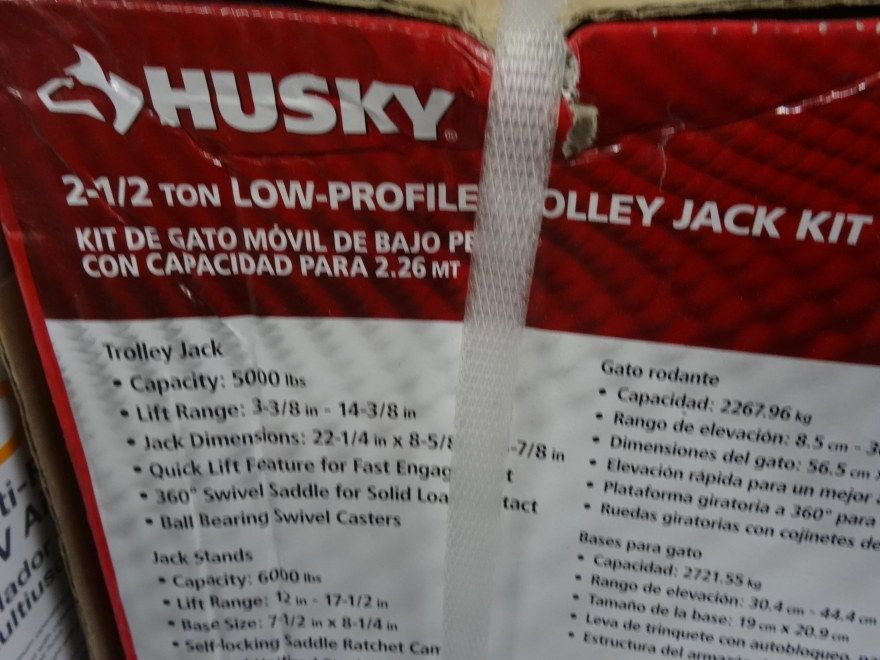 HUSKY
2-1/2 TON LOW-PROFILE OLLEY JACK KIT
KIT DE GATO MÓVIL DE BAJO PE
CON CAPACIDAD PARA 2.26 MT
Trolley Jack
• Capacity: 5000 lbs
• Lift Range: 3-3/8 in - 14-3/8 in
• Jack Dimensions: 22-1/4 in x 8-5/8 -7/8 in
• Quick Lift Feature for Fast Engag t
• 360° Swivel Saddle for Solid Loa tact
• Ball Bearing Swivel Casters
Jack Stands
• Capacity: 6000 lbs
• Lift Range: 12 in - 17-1/2 in
• Base Size: 7-1/2 in x 8-1/4 in
• Self-locking Saddle Ratchet Cam
Gato rodante
• Capacidad: 2267.96 kg
• Rango de elevación: 8.5 cm - 3
• Dimensiones del gato: 56.5 cm x
• Elevación rápida para un mejor
• Plataforma giratoria a 360° para
• Ruedas giratorias con cojinetes de
Bases para gato
• Capacidad: 2721.55 kg
• Rango de elevación: 30.4 cm - 44.4 cm
• Tamaño de la base: 19 cm x 20.9 cm
• Leva de trinquete con autobloqueo
• Estructura del